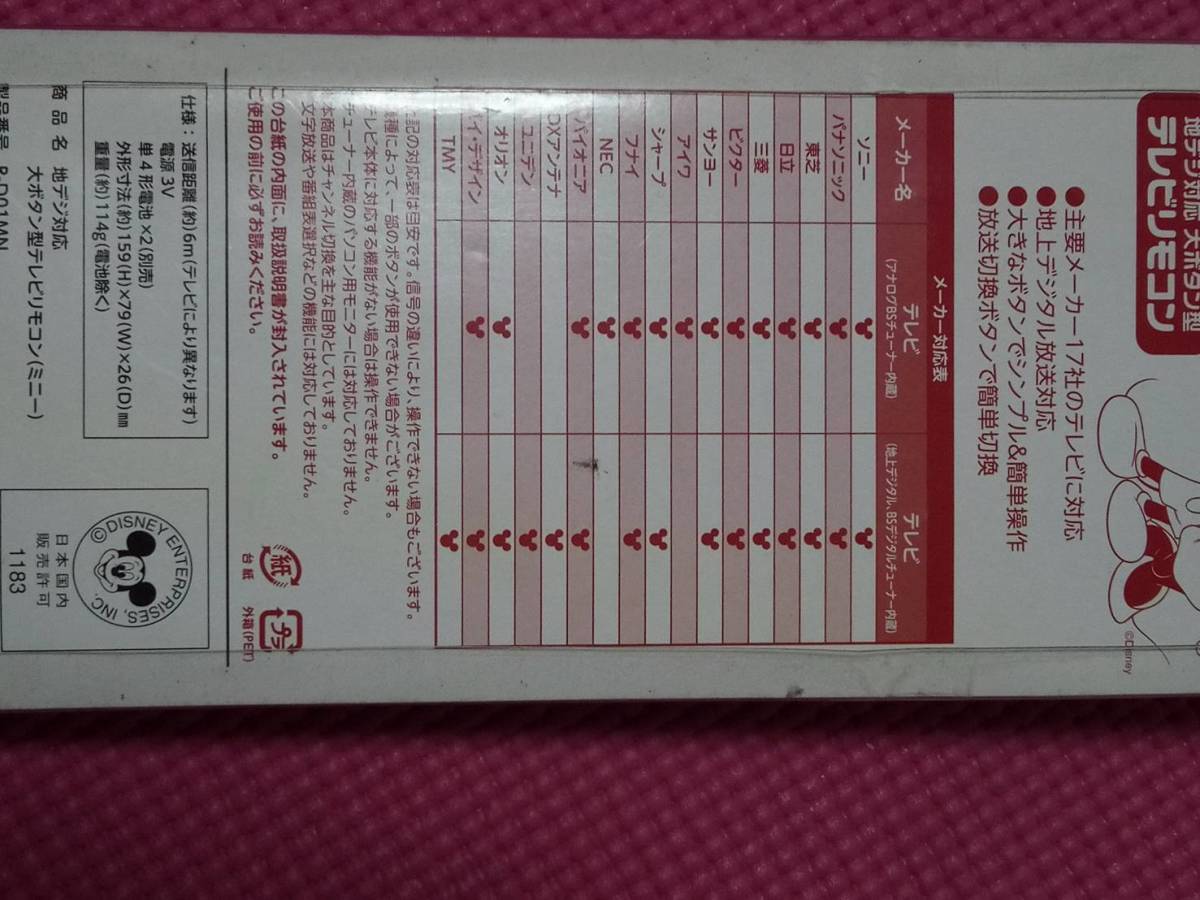 地デジ対応 大ボタン型
テレビリモコン
●主要メーカー17社のテレビに対応
●地上デジタル放送対応
●大きなボタンでシンプル&簡単操作
●放送切換ボタンで簡単切換
©Disney
メーカー対応表
メーカー名 テレビ (アナログBSチューナー内蔵) テレビ (地上デジタル、BSデジタルチューナー内蔵)
ソニー
パナソニック
東芝
日立
三菱
ビクター
サンヨー
アイワ
シャープ
フナイ
NEC
パイオニア
DXアンテナ
ユニデン
オリオン
バイ・デザイン
TMY
上記の対応表は目安です。信号の違いにより、操作できない場合もございます。
機種によって、一部のボタンが使用できない場合がございます。
テレビ本体に対応する機能がない場合は操作できません。
チューナー内蔵のパソコン用モニターには対応しておりません。
本商品はチャンネル切換を主な目的としています。
文字放送や番組表選択などの機能には対応しておりません。
この台紙の内面に、取扱説明書が封入されています。
ご使用の前に必ずお読みください。
紙
台紙
プラ
外箱(PET)
仕様:送信距離(約)6m(テレビにより異なります)
電源 3V
単4形電池×2(別売)
外形寸法(約)159(H)×79(W)×26(D)mm
重量(約)114g(電池除く)
商品名 地デジ対応
大ボタン型テレビリモコン(ミニー)
製品番号 R-D01MN
©DISNEY ENTERPRISES, INC.
日本国内
販売許可
1183